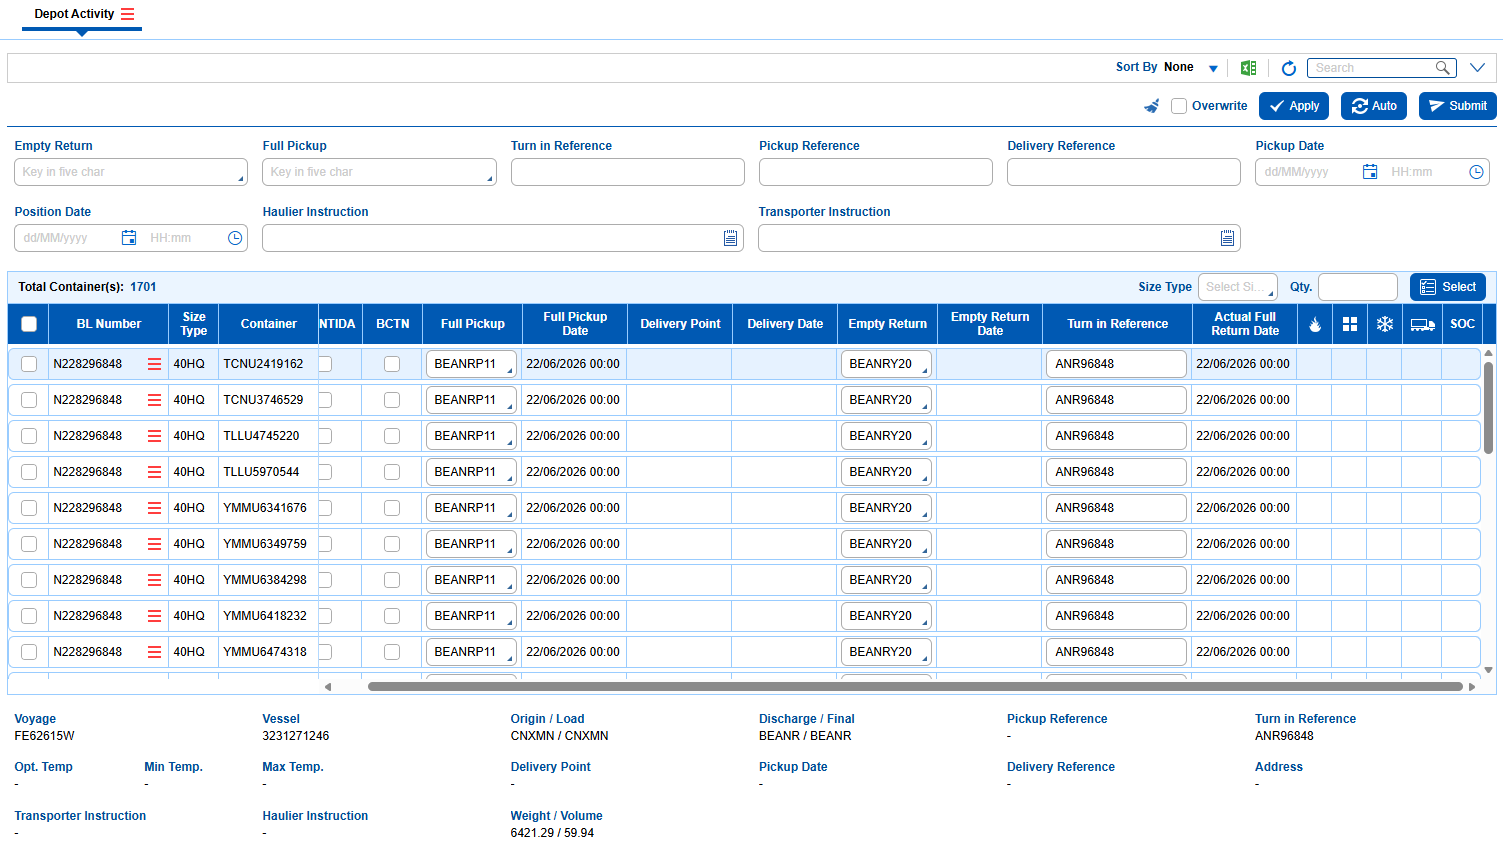 Depot Activity
Sort By None
Search
Overwrite Apply Auto Submit
Empty Return Full Pickup Turn in Reference Pickup Reference Delivery Reference Pickup Date
Key in five char Key in five char dd/MM/yyyy HH:mm
Position Date Haulier Instruction Transporter Instruction
dd/MM/yyyy HH:mm
Total Container(s): 1701 Size Type Select Si... Qty. Select
BL Number Size Type Container NTIDA BCTN Full Pickup Full Pickup Date Delivery Point Delivery Date Empty Return Empty Return Date Turn in Reference Actual Full Return Date SOC
N228296848 40HQ TCNU2419162 BEANRP11 22/06/2026 00:00 BEANRY20 ANR96848 22/06/2026 00:00
N228296848 40HQ TCNU3746529 BEANRP11 22/06/2026 00:00 BEANRY20 ANR96848 22/06/2026 00:00
N228296848 40HQ TLLU4745220 BEANRP11 22/06/2026 00:00 BEANRY20 ANR96848 22/06/2026 00:00
N228296848 40HQ TLLU5970544 BEANRP11 22/06/2026 00:00 BEANRY20 ANR96848 22/06/2026 00:00
N228296848 40HQ YMMU6341676 BEANRP11 22/06/2026 00:00 BEANRY20 ANR96848 22/06/2026 00:00
N228296848 40HQ YMMU6349759 BEANRP11 22/06/2026 00:00 BEANRY20 ANR96848 22/06/2026 00:00
N228296848 40HQ YMMU6384298 BEANRP11 22/06/2026 00:00 BEANRY20 ANR96848 22/06/2026 00:00
N228296848 40HQ YMMU6418232 BEANRP11 22/06/2026 00:00 BEANRY20 ANR96848 22/06/2026 00:00
N228296848 40HQ YMMU6474318 BEANRP11 22/06/2026 00:00 BEANRY20 ANR96848 22/06/2026 00:00
Voyage Vessel Origin / Load Discharge / Final Pickup Reference Turn in Reference
FE62615W 3231271246 CNXMN / CNXMN BEANR / BEANR - ANR96848
Opt. Temp Min Temp. Max Temp. Delivery Point Pickup Date Delivery Reference Address
- - - - - - -
Transporter Instruction Haulier Instruction Weight / Volume
- - 6421.29 / 59.94